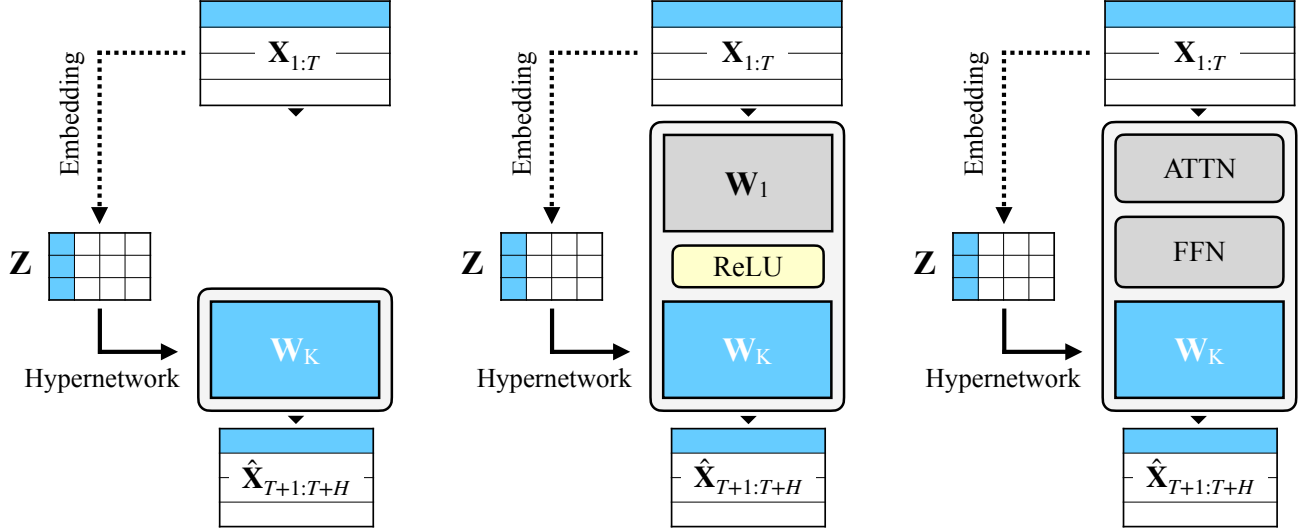 X1:T
Embedding
Z
WK
Hypernetwork
X̂T+1:T+H
X1:T
Embedding
W1
ReLU
Z
WK
Hypernetwork
X̂T+1:T+H
X1:T
Embedding
ATTN
FFN
Z
WK
Hypernetwork
X̂T+1:T+H